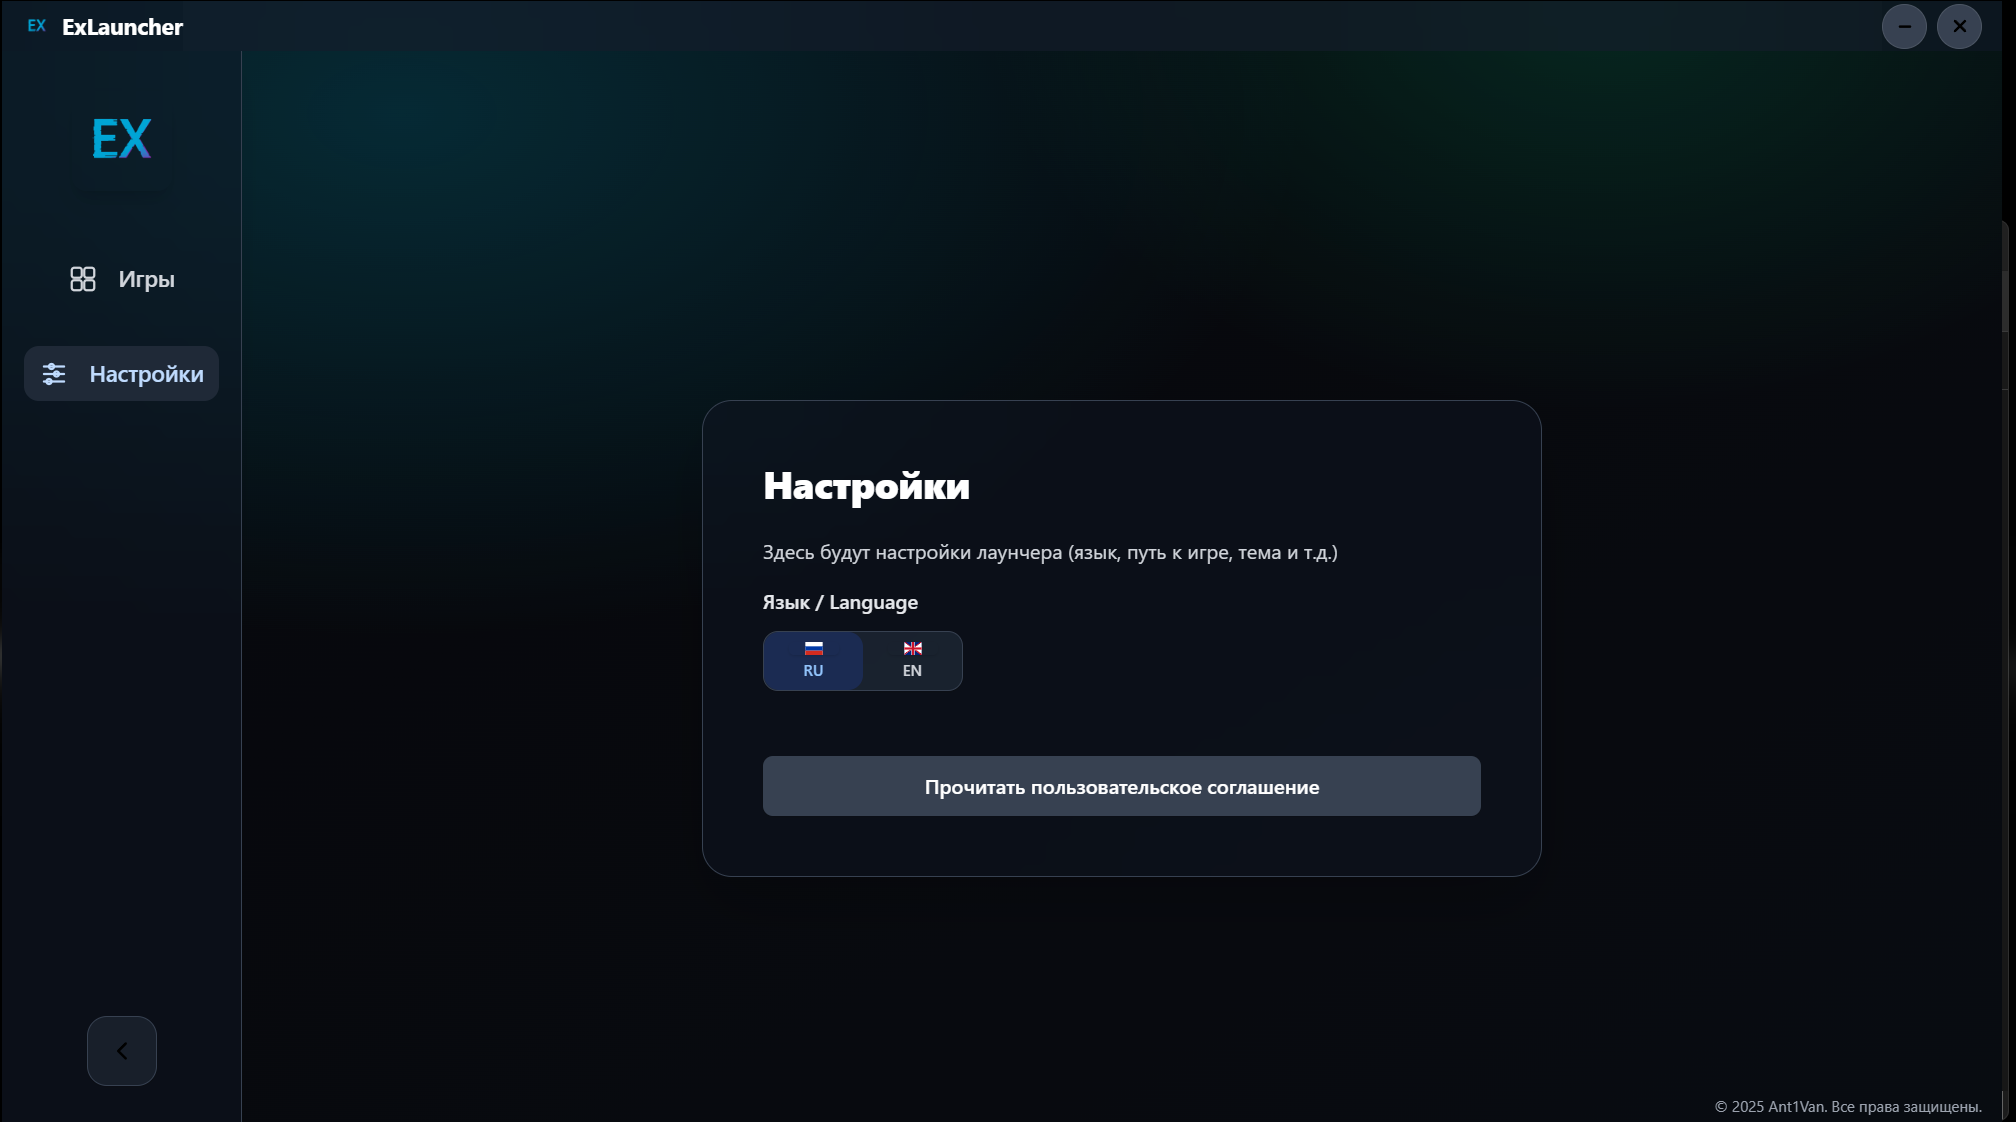 EX ExLauncher
EX
Игры
Настройки
Настройки
Здесь будут настройки лаунчера (язык, путь к игре, тема и т.д.)
Язык / Language
RU EN
Прочитать пользовательское соглашение
© 2025 Ant1Van. Все права защищены.